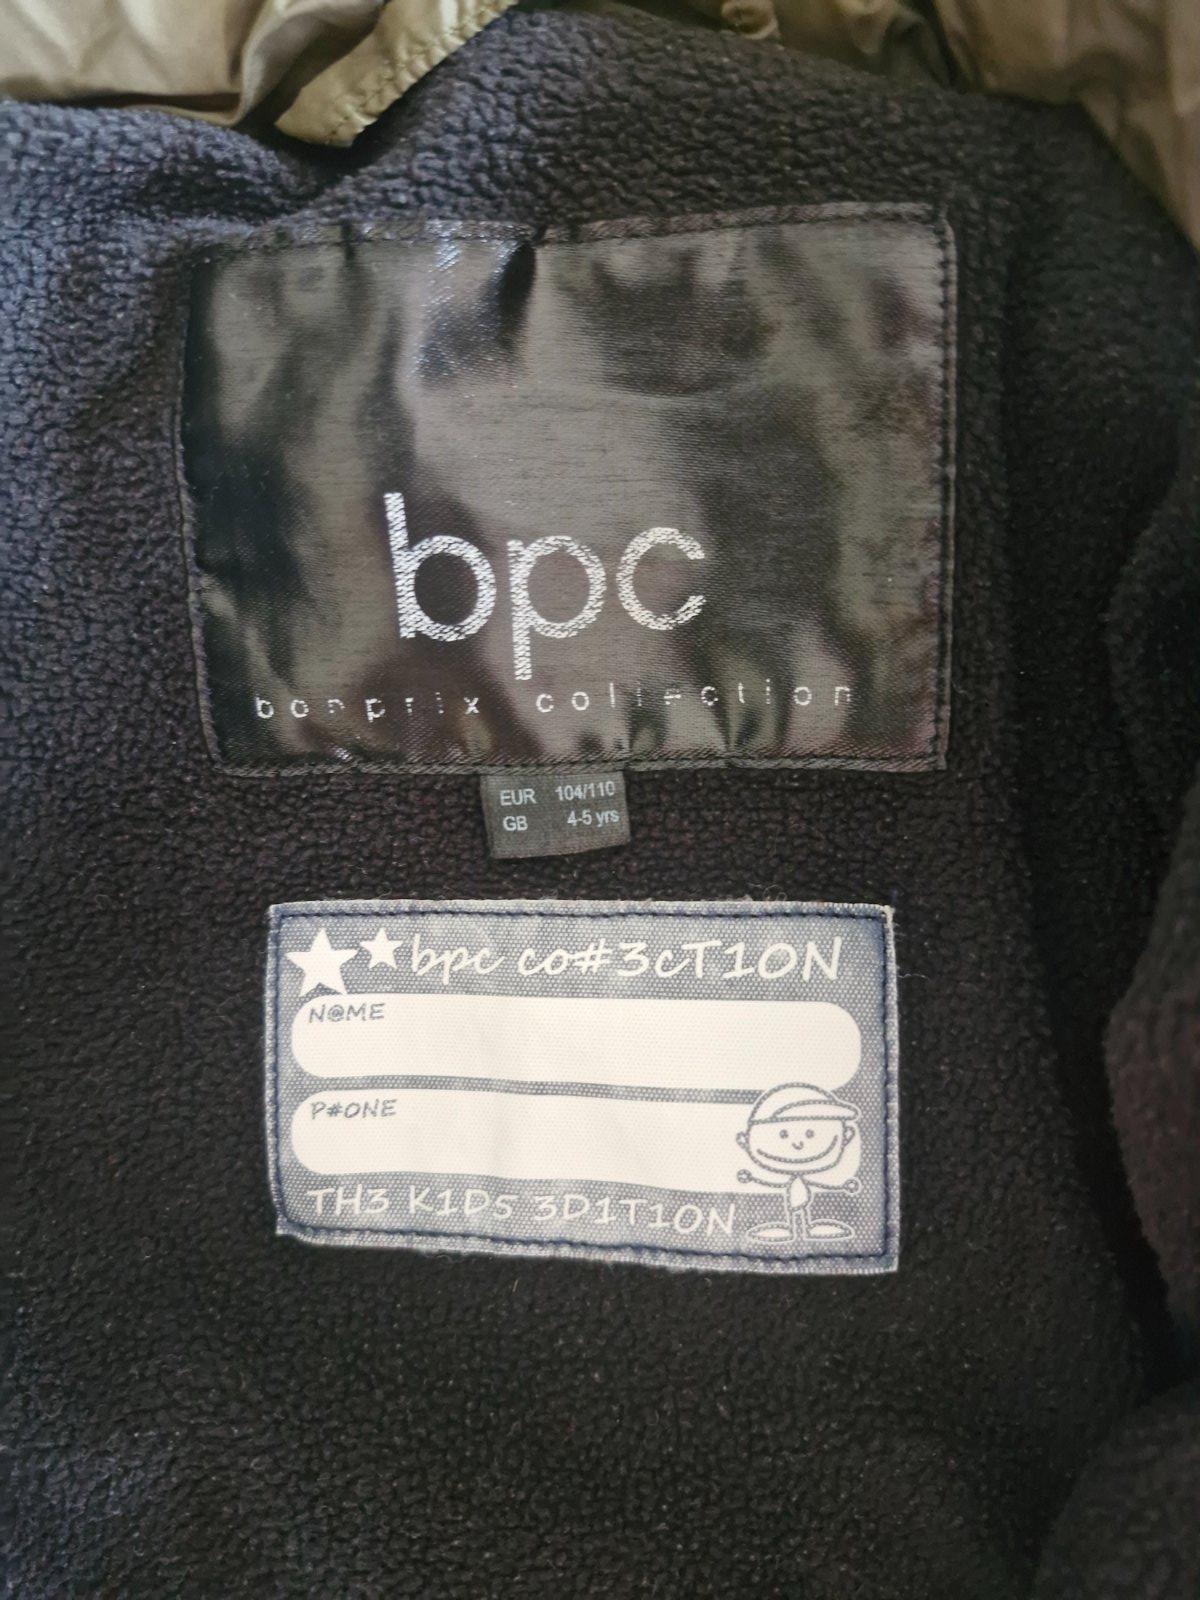 bpc
bonprix collection
EUR 104/110
GB 4-5 yrs
bpc co#3cT1ON
N@ME
P#ONE
TH3 K1DS 3D1T1ON